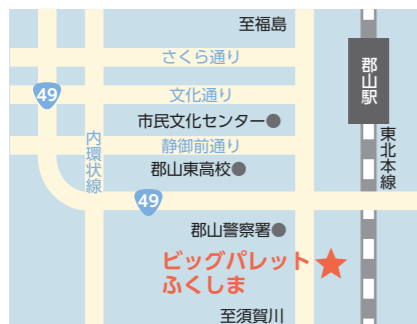 至福島
さくら通り
郡山駅
49
文化通り
市民文化センター
東北本線
内環状線
静御前通り
郡山東高校
49
郡山警察署
ビッグパレット
ふくしま
至須賀川